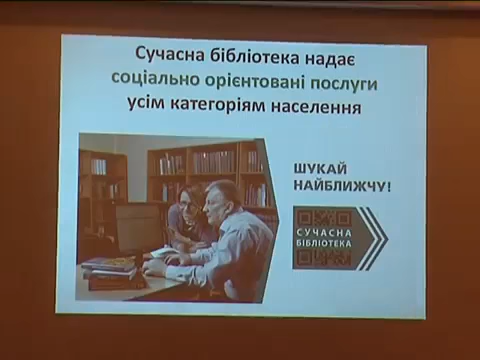 Сучасна бібліотека надає
соціально орієнтовані послуги
усім категоріям населення
ШУКАЙ
НАЙБЛИЖЧУ!
СУЧАСНА
БІБЛІОТЕКА